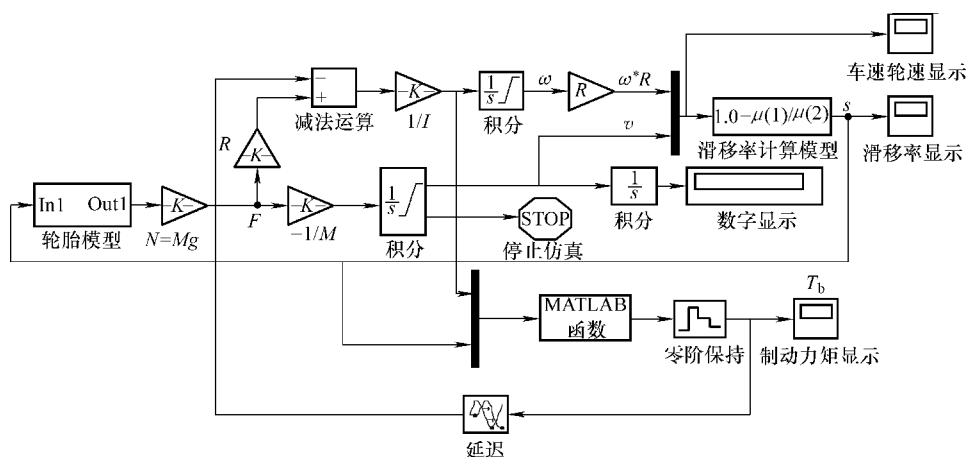 车速轮速显示
−
+
减法运算
-K-
1/I
1/s
积分
ω
R
ω*R
1.0-μ(1)/μ(2)
滑移率计算模型
s
滑移率显示
R
-K-
v
In1 Out1
轮胎模型
-K-
N=Mg
F
-K-
-1/M
1/s
积分
STOP
停止仿真
1/s
积分
数字显示
MATLAB
函数
零阶保持
Tb
制动力矩显示
延迟